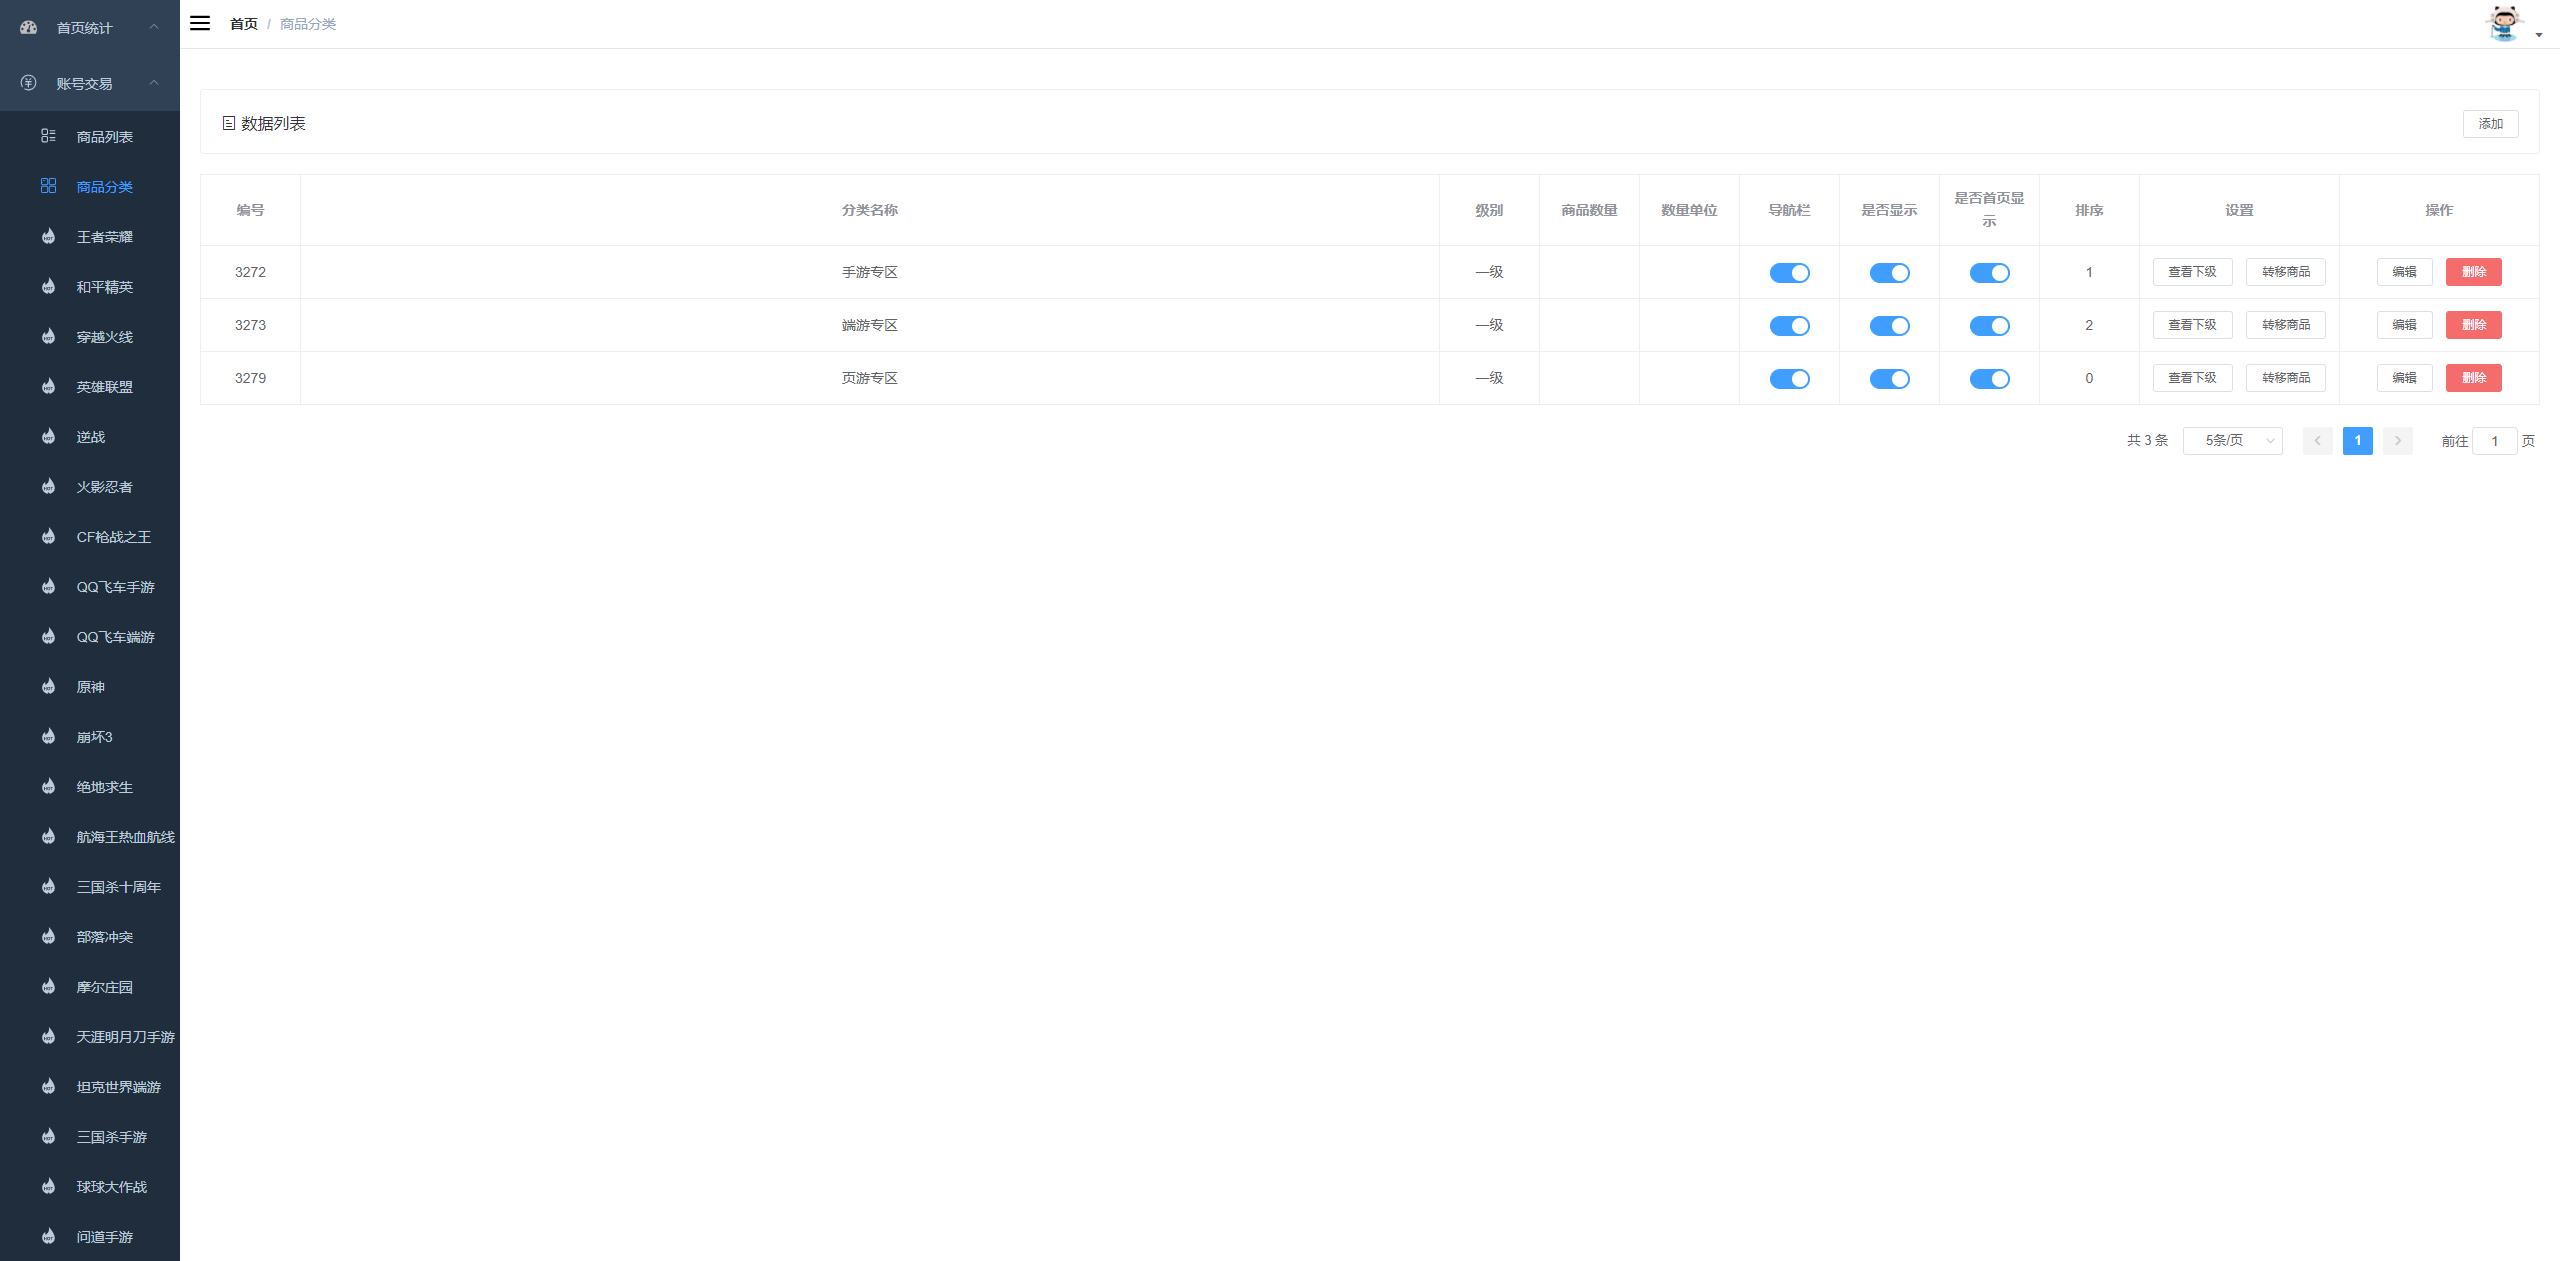 首页统计
账号交易
商品列表
商品分类
王者荣耀
和平精英
穿越火线
英雄联盟
逆战
火影忍者
CF枪战之王
QQ飞车手游
QQ飞车端游
原神
崩坏3
绝地求生
航海王热血航线
三国杀十周年
部落冲突
摩尔庄园
天涯明月刀手游
坦克世界端游
三国杀手游
球球大作战
问道手游
首页 / 商品分类
数据列表 添加
编号 分类名称 级别 商品数量 数量单位 导航栏 是否显示 是否首页显示 排序 设置 操作
3272 手游专区 一级 1 查看下级 转移商品 编辑 删除
3273 端游专区 一级 2 查看下级 转移商品 编辑 删除
3279 页游专区 一级 0 查看下级 转移商品 编辑 删除
共 3 条 5条/页 1 前往 1 页